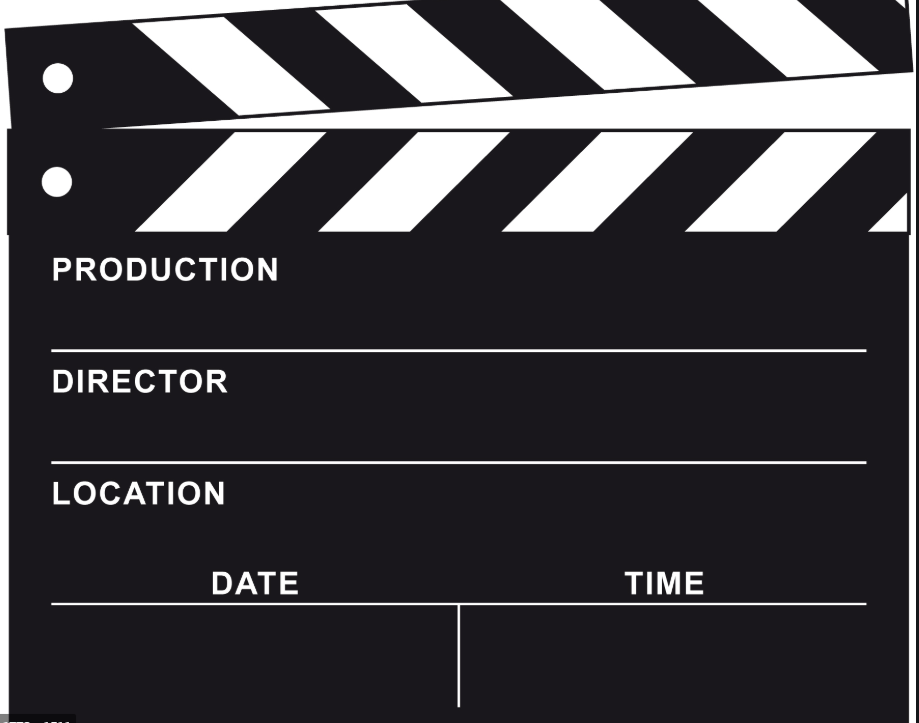 PRODUCTION
DIRECTOR
LOCATION
DATE TIME